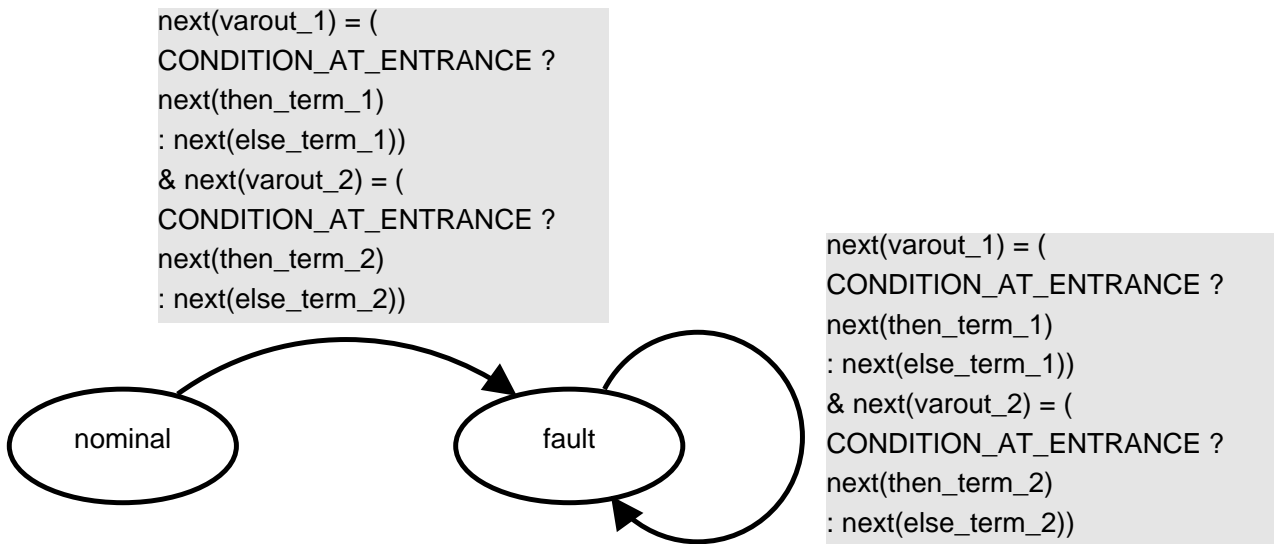 next(varout_1) = (
CONDITION_AT_ENTRANCE ?
next(then_term_1)
: next(else_term_1))
& next(varout_2) = (
CONDITION_AT_ENTRANCE ?
next(then_term_2)
: next(else_term_2))
nominal
fault
next(varout_1) = (
CONDITION_AT_ENTRANCE ?
next(then_term_1)
: next(else_term_1))
& next(varout_2) = (
CONDITION_AT_ENTRANCE ?
next(then_term_2)
: next(else_term_2))